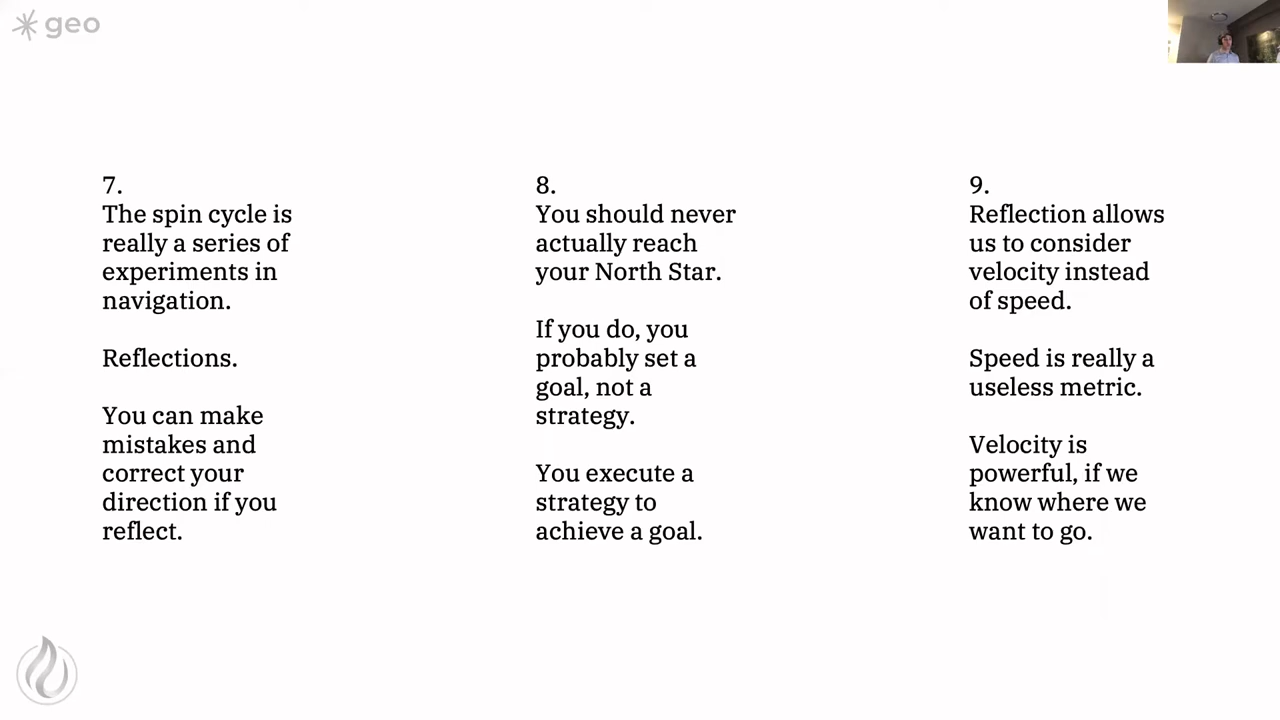 geo
7.
The spin cycle is
really a series of
experiments in
navigation.
Reflections.
You can make
mistakes and
correct your
direction if you
reflect.
8.
You should never
actually reach
your North Star.
If you do, you
probably set a
goal, not a
strategy.
You execute a
strategy to
achieve a goal.
9.
Reflection allows
us to consider
velocity instead
of speed.
Speed is really a
useless metric.
Velocity is
powerful, if we
know where we
want to go.